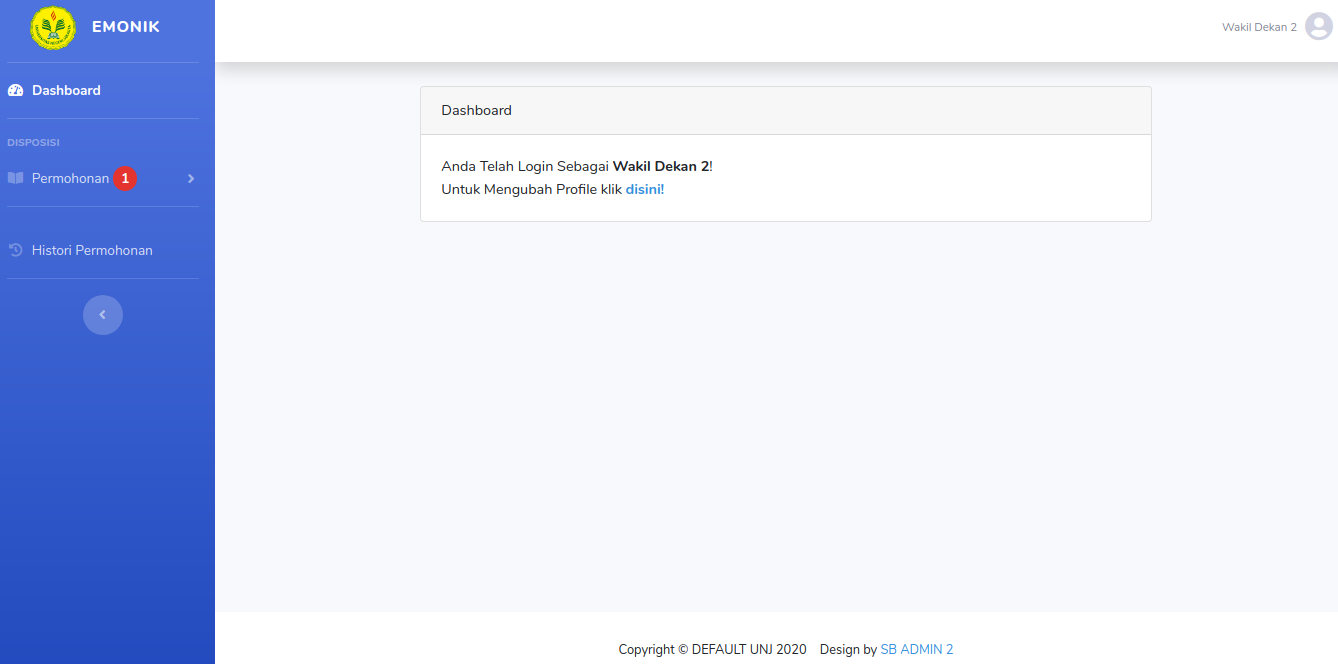 EMONIK
Wakil Dekan 2
Dashboard
DISPOSISI
Permohonan 1
Histori Permohonan
Dashboard
Anda Telah Login Sebagai Wakil Dekan 2!
Untuk Mengubah Profile klik disini!
Copyright © DEFAULT UNJ 2020 Design by SB ADMIN 2